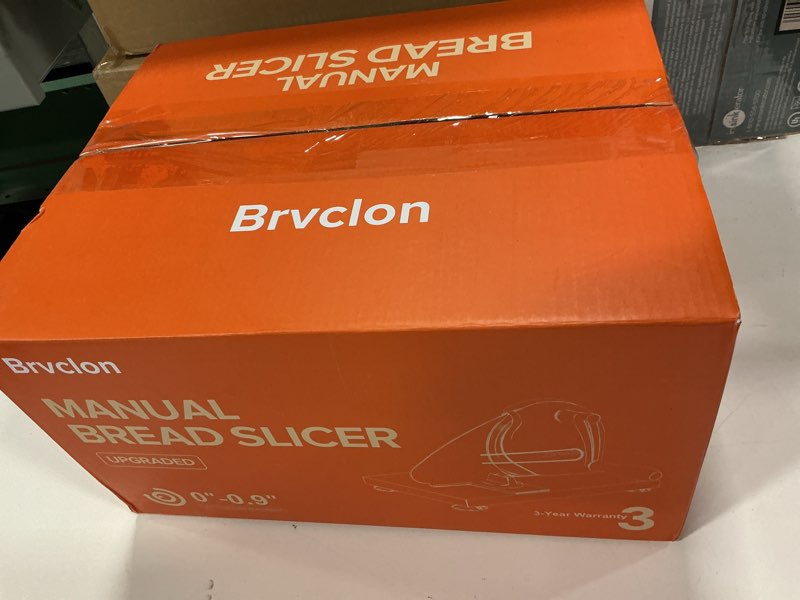 MANUAL
BREAD SLICER
Brvclon
Brvclon
MANUAL
BREAD SLICER
UPGRADED
0"-0.9"
3-Year Warranty 3